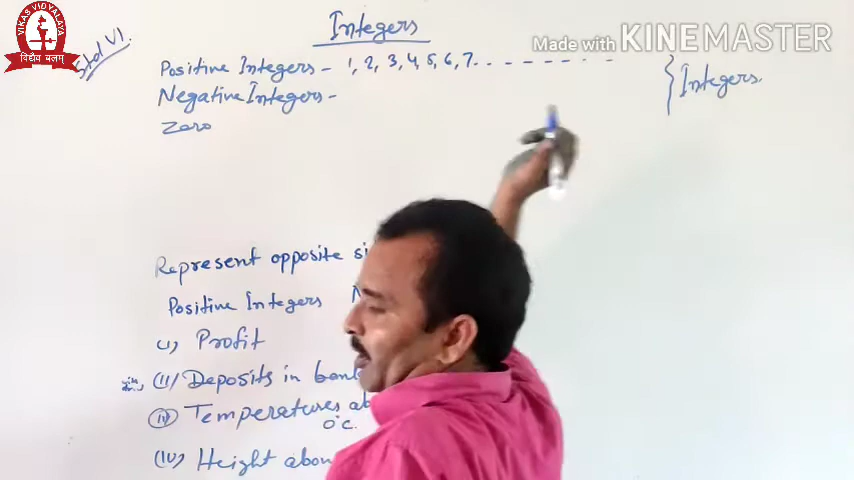 VIKAS VIDYALAYA
विद्यैव बलम्
Std VI.
Integers
Made with KINEMASTER
Positive Integers - 1, 2, 3, 4, 5, 6, 7. . - - - - - -
Negative Integers -
Zero
Integers.
Represent opposite
Positive Integers
(i) Profit
(ii) Deposits in bank
Temperatures
0°C.
(iv) Height